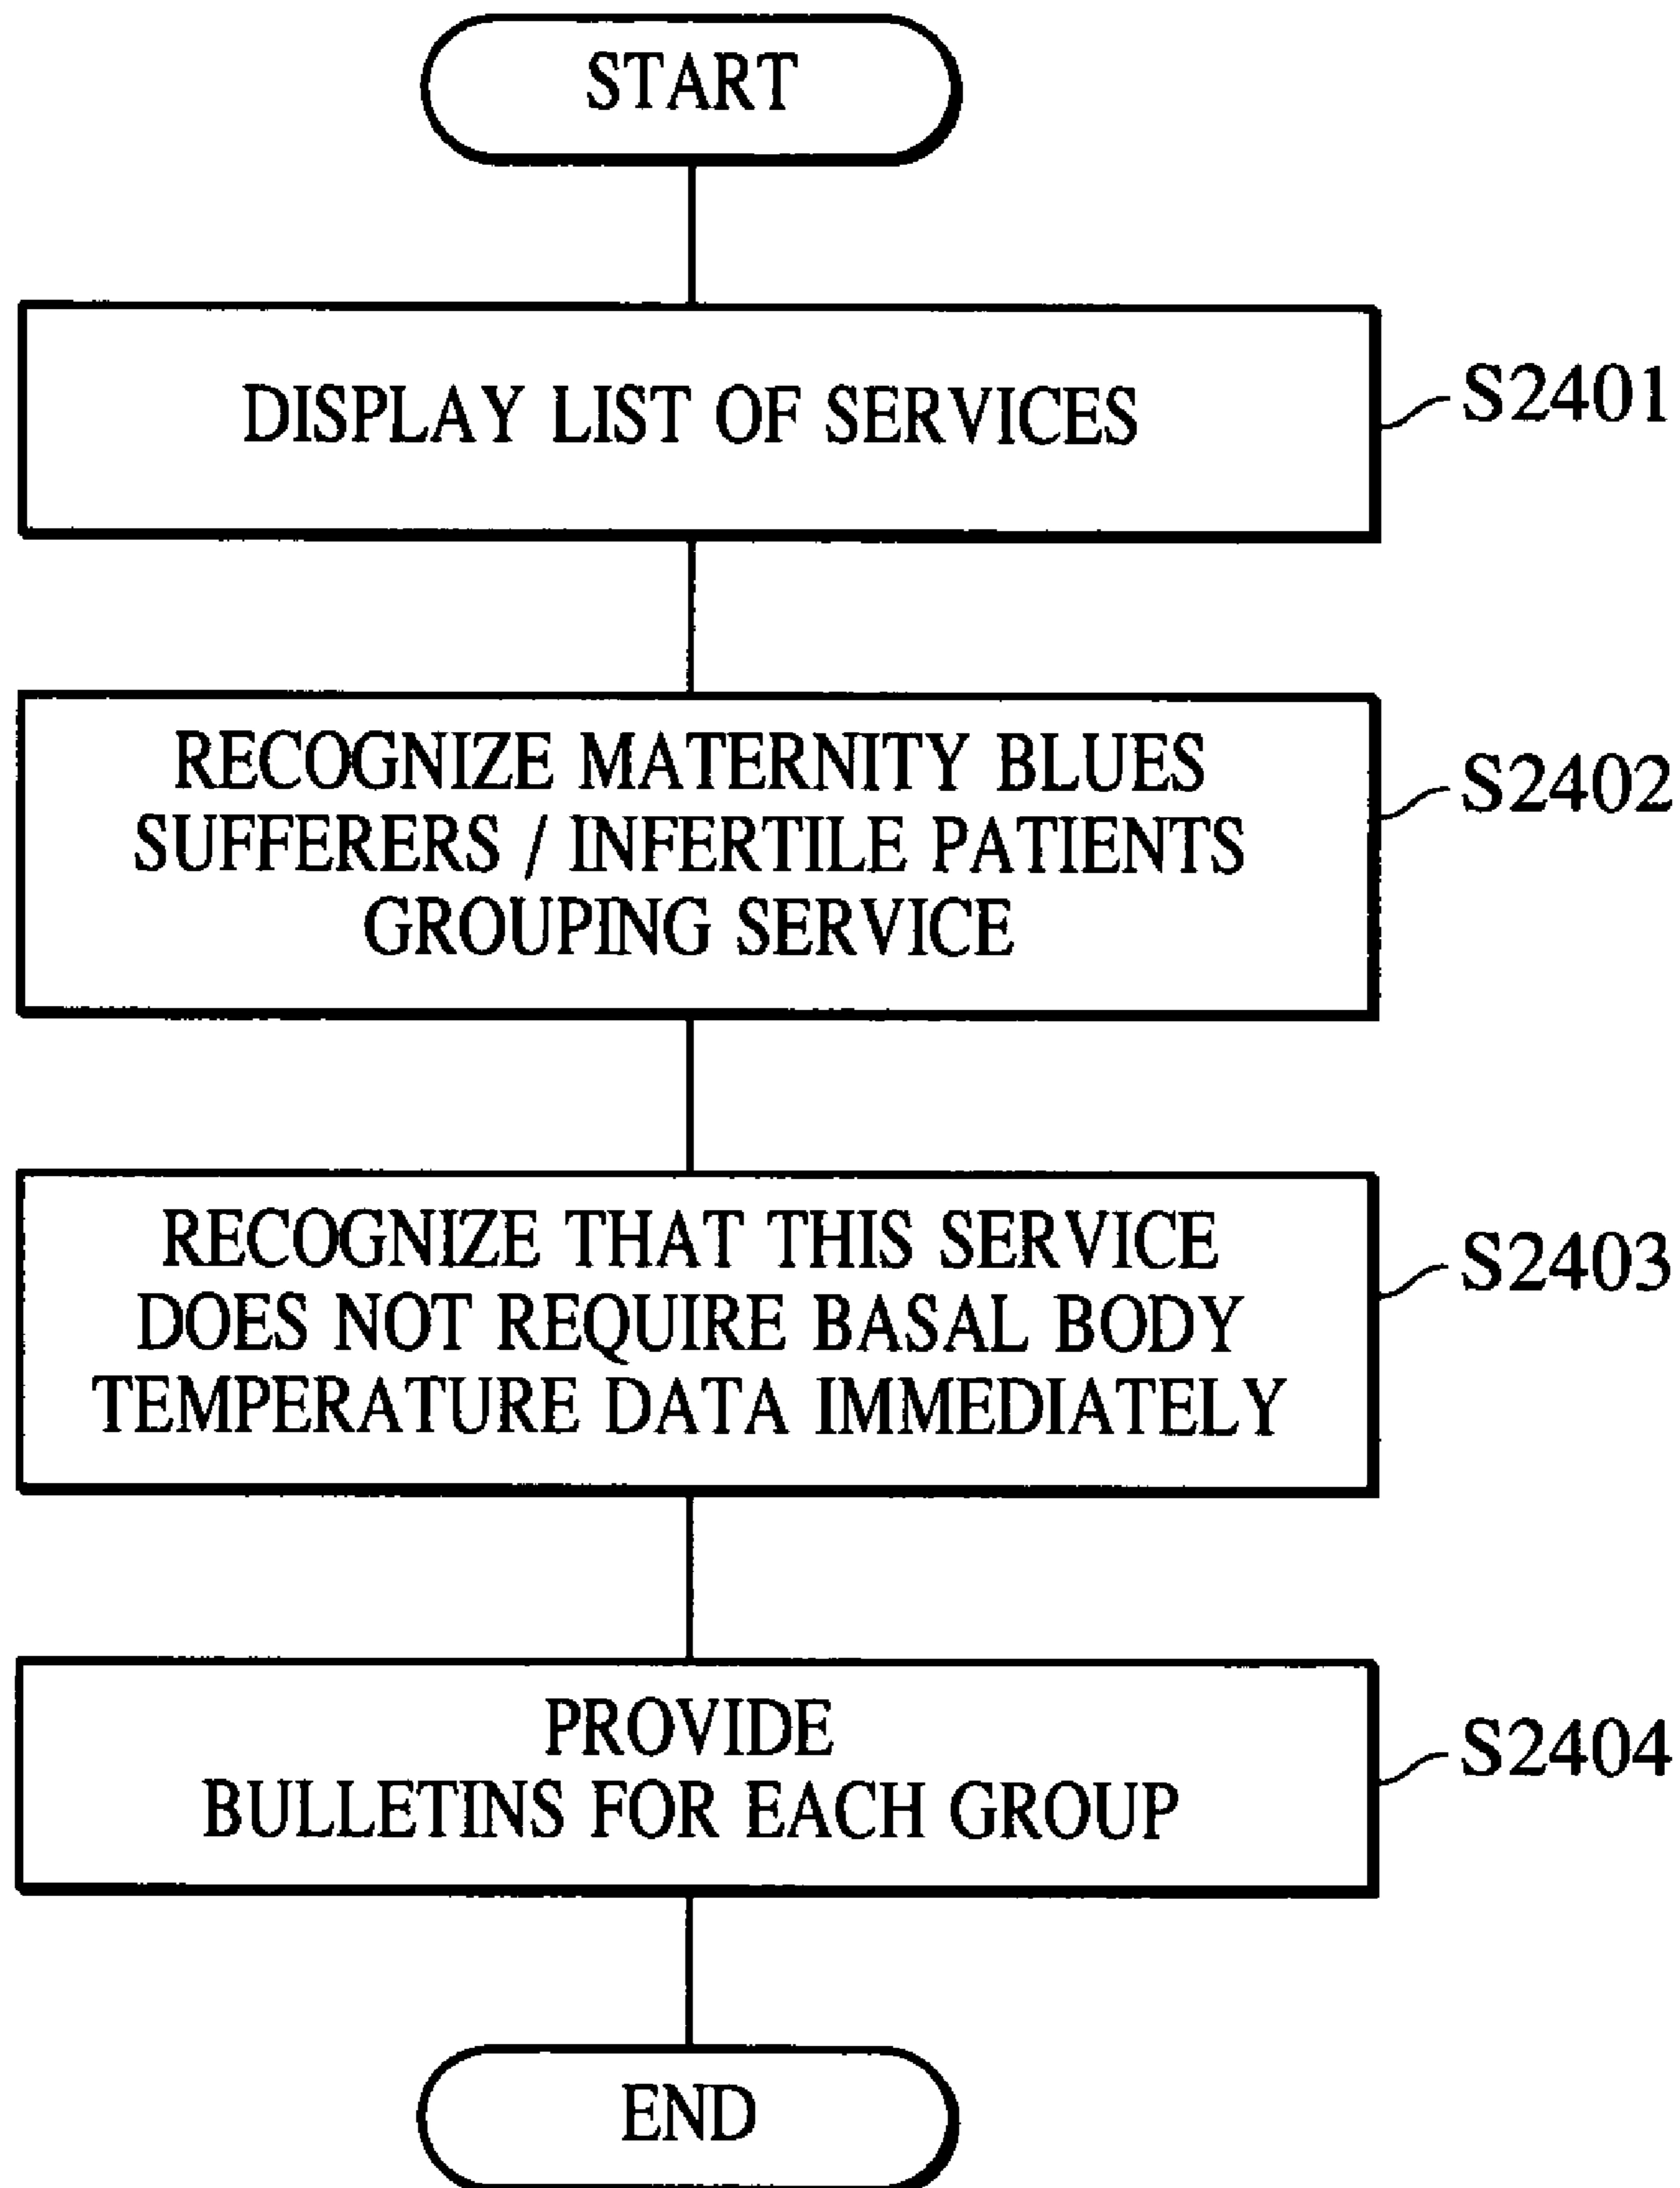 START
DISPLAY LIST OF SERVICES
S2401
RECOGNIZE MATERNITY BLUES
SUFFERERS / INFERTILE PATIENTS
GROUPING SERVICE
S2402
RECOGNIZE THAT THIS SERVICE
DOES NOT REQUIRE BASAL BODY
TEMPERATURE DATA IMMEDIATELY
S2403
PROVIDE
BULLETINS FOR EACH GROUP
S2404
END